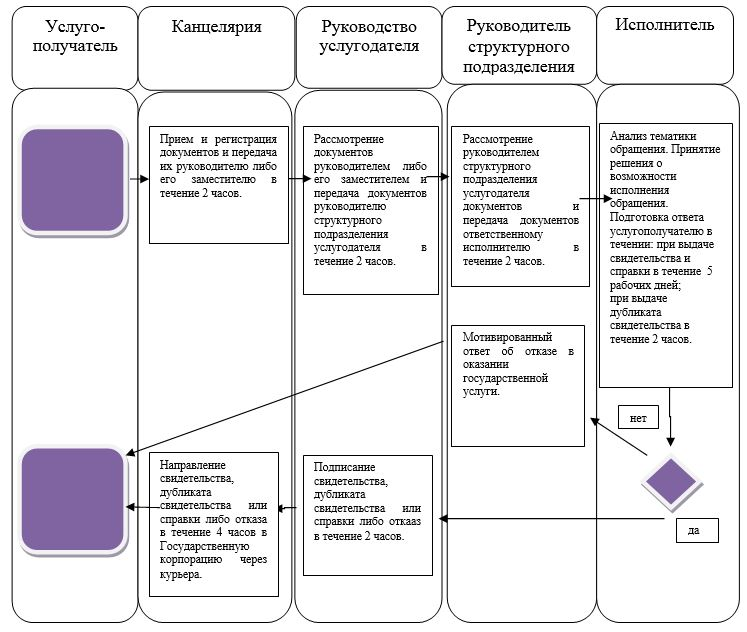 Услуго-
получатель
Канцелярия
Руководство
услугодателя
Руководитель
структурного
подразделения
Исполнитель
Прием и регистрация
документов и передача
их руководителю либо
его заместителю в
течение 2 часов.
Рассмотрение
документов
руководителем либо
его заместителем и
передача документов
руководителю
структурного
подразделения
услугодателя в
течение 2 часов.
Рассмотрение
руководителем
структурного
подразделения
услугодателя
документов и
передача документов
ответственному
исполнителю в
течение 2 часов.
Анализ тематики
обращения. Принятие
решения о
возможности
исполнения
обращения.
Подготовка ответа
услугополучателю в
течении: при выдаче
свидетельства и
справки в течение 5
рабочих дней;
при выдаче
дубликата
свидетельства в
течение 2 часов.
Мотивированный
ответ об отказе в
оказании
государственной
услуги.
нет
Направление
свидетельства,
дубликата
свидетельства или
справки либо отказа
в течение 4 часов в
Государственную
корпорацию через
курьера.
Подписание
свидетельства,
дубликата
свидетельства или
справки либо откааз
в течение 2 часов.
да